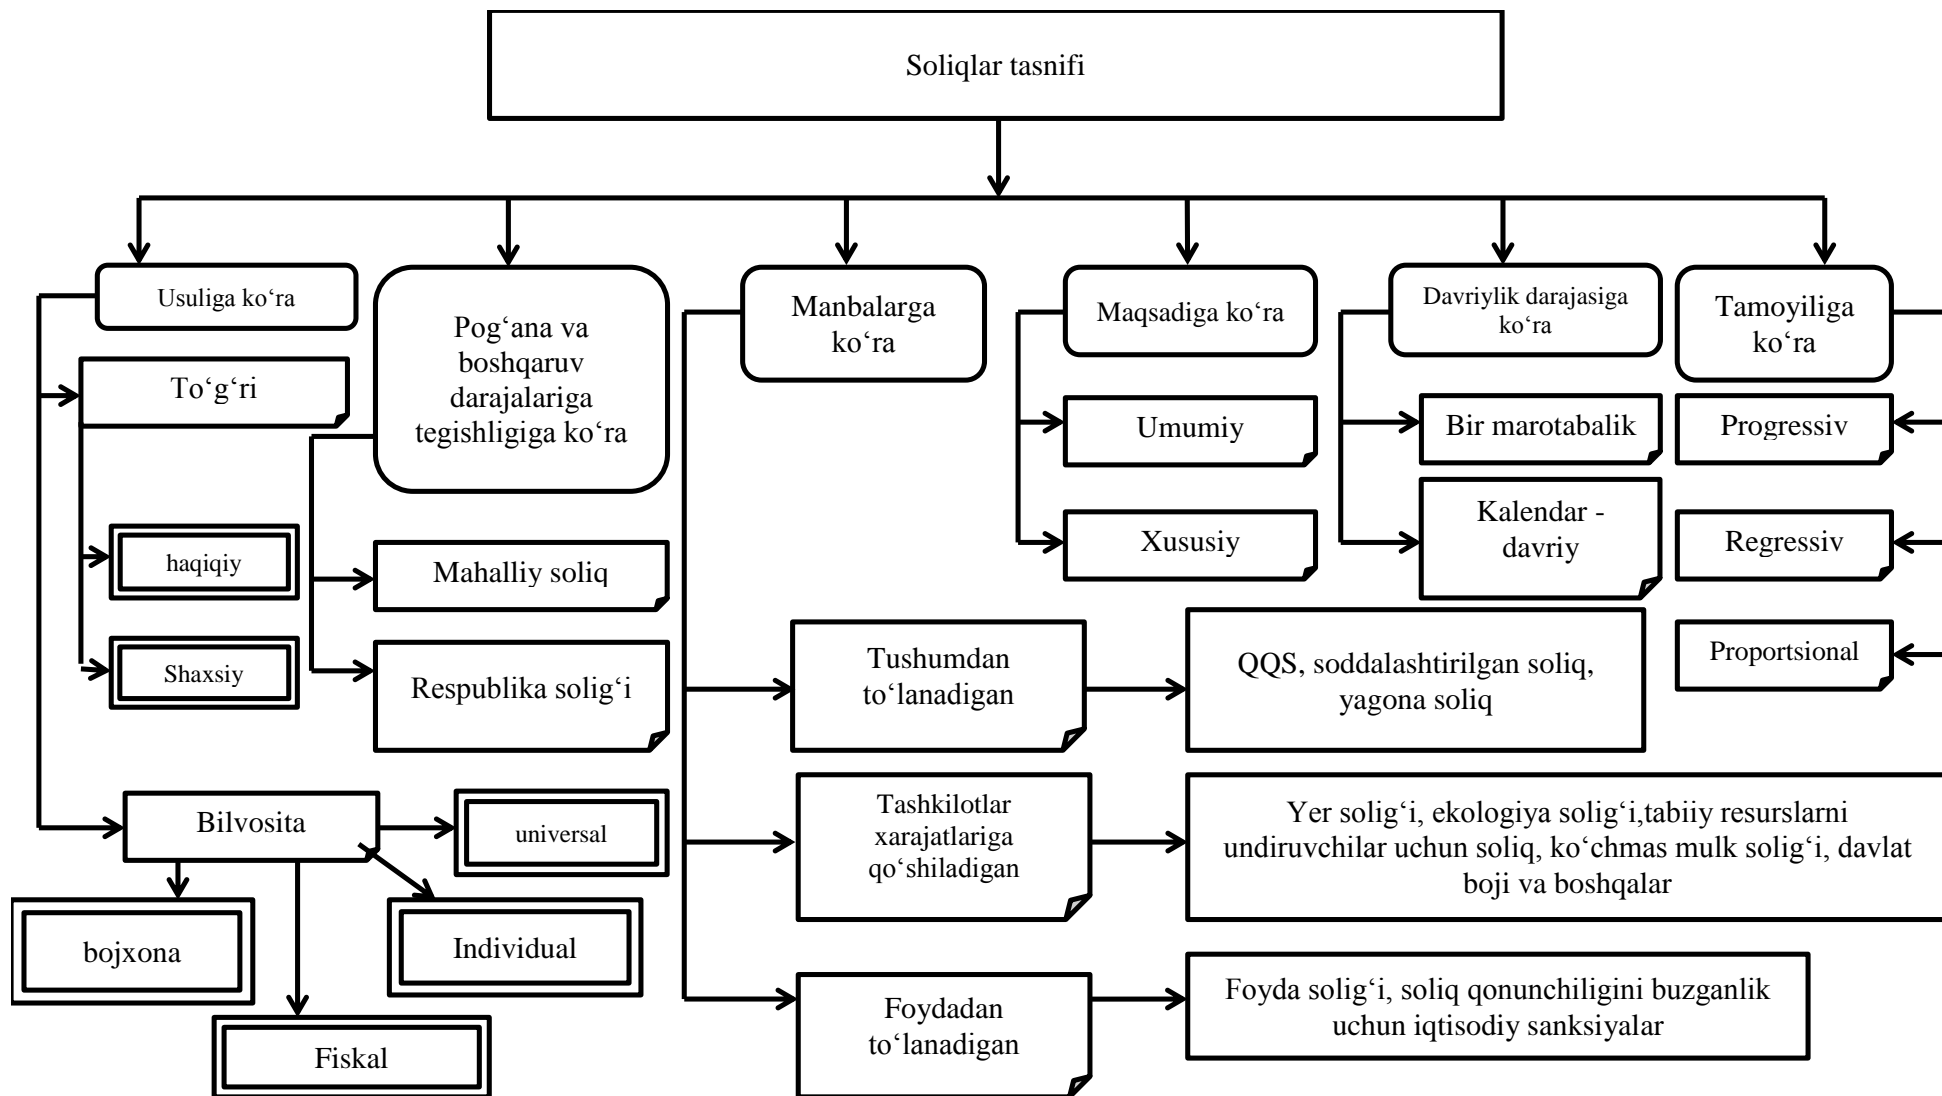 Soliqlar tasnifi
Usuliga ko‘ra
Pog‘ana va
boshqaruv
darajalariga
tegishligiga ko‘ra
Manbalarga
ko‘ra
Maqsadiga ko‘ra
Davriylik darajasiga
ko‘ra
Tamoyiliga
ko‘ra
To‘g‘ri
haqiqiy
Shaxsiy
Mahalliy soliq
Respublika solig‘i
Umumiy
Xususiy
Bir marotabalik
Kalendar -
davriy
Progressiv
Regressiv
Proportsional
Tushumdan
to‘lanadigan
QQS, soddalashtirilgan soliq,
yagona soliq
Bilvosita
universal
bojxona
Individual
Fiskal
Tashkilotlar
xarajatlariga
qo‘shiladigan
Yer solig‘i, ekologiya solig‘i,tabiiy resurslarni
undiruvchilar uchun soliq, ko‘chmas mulk solig‘i, davlat
boji va boshqalar
Foydadan
to‘lanadigan
Foyda solig‘i, soliq qonunchiligini buzganlik
uchun iqtisodiy sanksiyalar